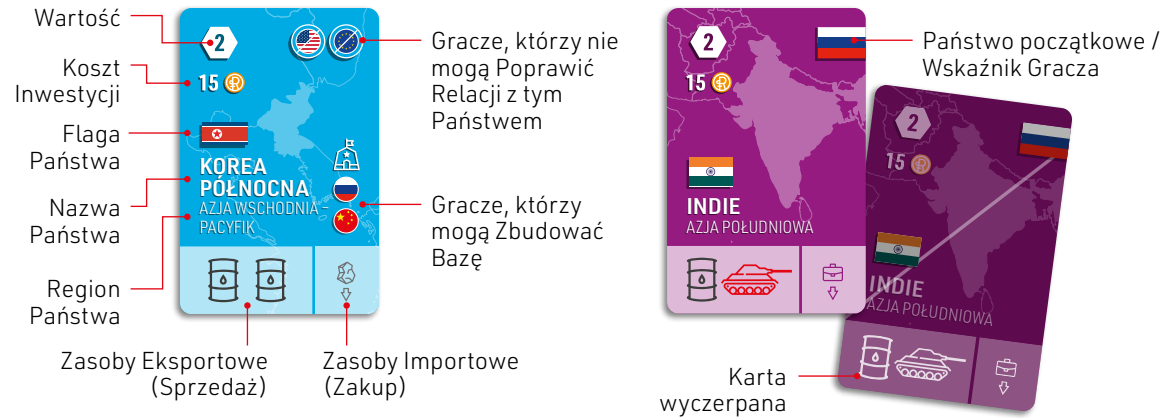 Wartość
Koszt
Inwestycji
Flaga
Państwa
Nazwa
Państwa
Region
Państwa
2
15
KOREA
PÓŁNOCNA
AZJA WSCHODNIA –
PACYFIK
Gracze, którzy nie
mogą Poprawić
Relacji z tym
Państwem
Gracze, którzy
mogą Zbudować
Bazę
Zasoby Eksportowe
(Sprzedaż)
Zasoby Importowe
(Zakup)
2
15
INDIE
AZJA POŁUDNIOWA
Państwo początkowe /
Wskaźnik Gracza
2
15
INDIE
AZJA POŁUDNIOWA
Karta
wyczerpana